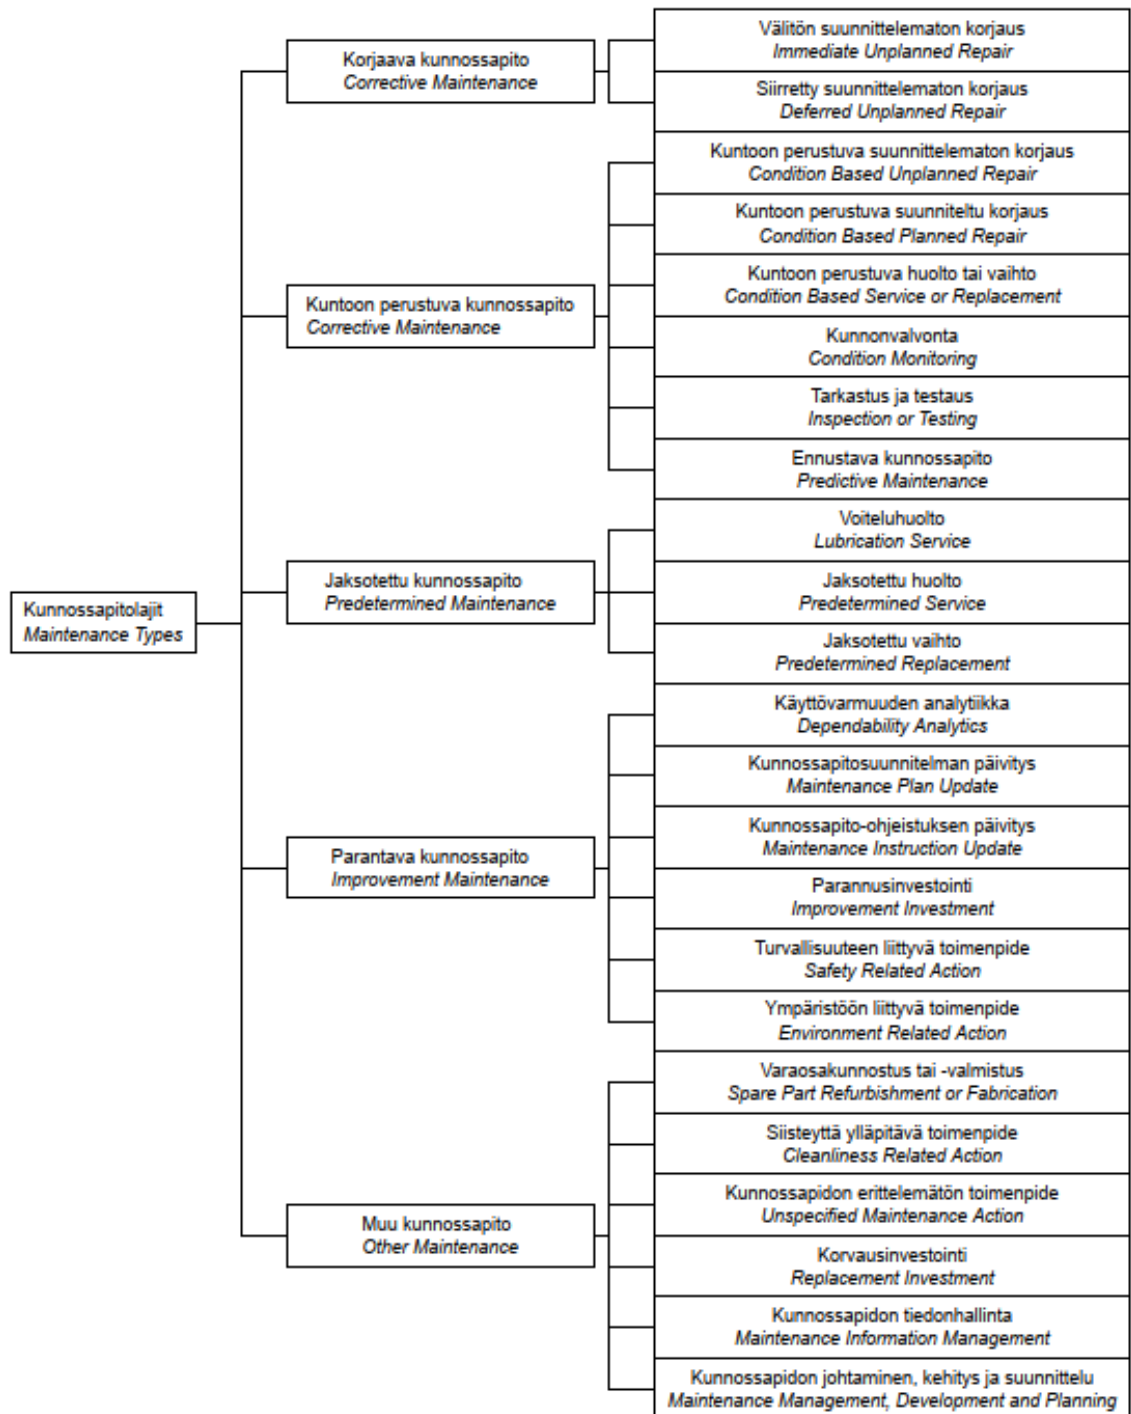 Kunnossapitolajit
Maintenance Types
Korjaava kunnossapito
Corrective Maintenance
Välitön suunnittelematon korjaus
Immediate Unplanned Repair
Siirretty suunnittelematon korjaus
Deferred Unplanned Repair
Kuntoon perustuva kunnossapito
Corrective Maintenance
Kuntoon perustuva suunnittelematon korjaus
Condition Based Unplanned Repair
Kuntoon perustuva suunniteltu korjaus
Condition Based Planned Repair
Kuntoon perustuva huolto tai vaihto
Condition Based Service or Replacement
Kunnonvalvonta
Condition Monitoring
Tarkastus ja testaus
Inspection or Testing
Ennustava kunnossapito
Predictive Maintenance
Jaksotettu kunnossapito
Predetermined Maintenance
Voiteluhuolto
Lubrication Service
Jaksotettu huolto
Predetermined Service
Jaksotettu vaihto
Predetermined Replacement
Parantava kunnossapito
Improvement Maintenance
Käyttövarmuuden analytiikka
Dependability Analytics
Kunnossapitosuunnitelman päivitys
Maintenance Plan Update
Kunnossapito-ohjeistuksen päivitys
Maintenance Instruction Update
Parannusinvestointi
Improvement Investment
Turvallisuuteen liittyvä toimenpide
Safety Related Action
Ympäristöön liittyvä toimenpide
Environment Related Action
Muu kunnossapito
Other Maintenance
Varaosakunnostus tai -valmistus
Spare Part Refurbishment or Fabrication
Siisteyttä ylläpitävä toimenpide
Cleanliness Related Action
Kunnossapidon erittelemätön toimenpide
Unspecified Maintenance Action
Korvausinvestointi
Replacement Investment
Kunnossapidon tiedonhallinta
Maintenance Information Management
Kunnossapidon johtaminen, kehitys ja suunnittelu
Maintenance Management, Development and Planning